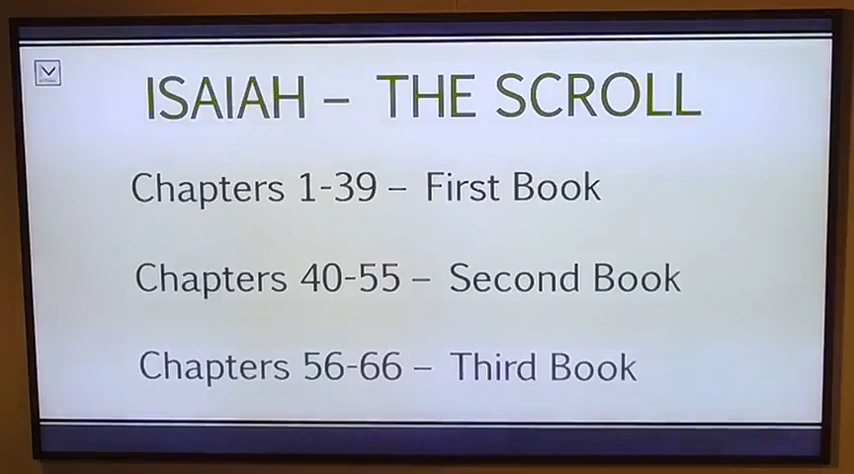 ISAIAH – THE SCROLL
Chapters 1-39 – First Book
Chapters 40-55 – Second Book
Chapters 56-66 – Third Book